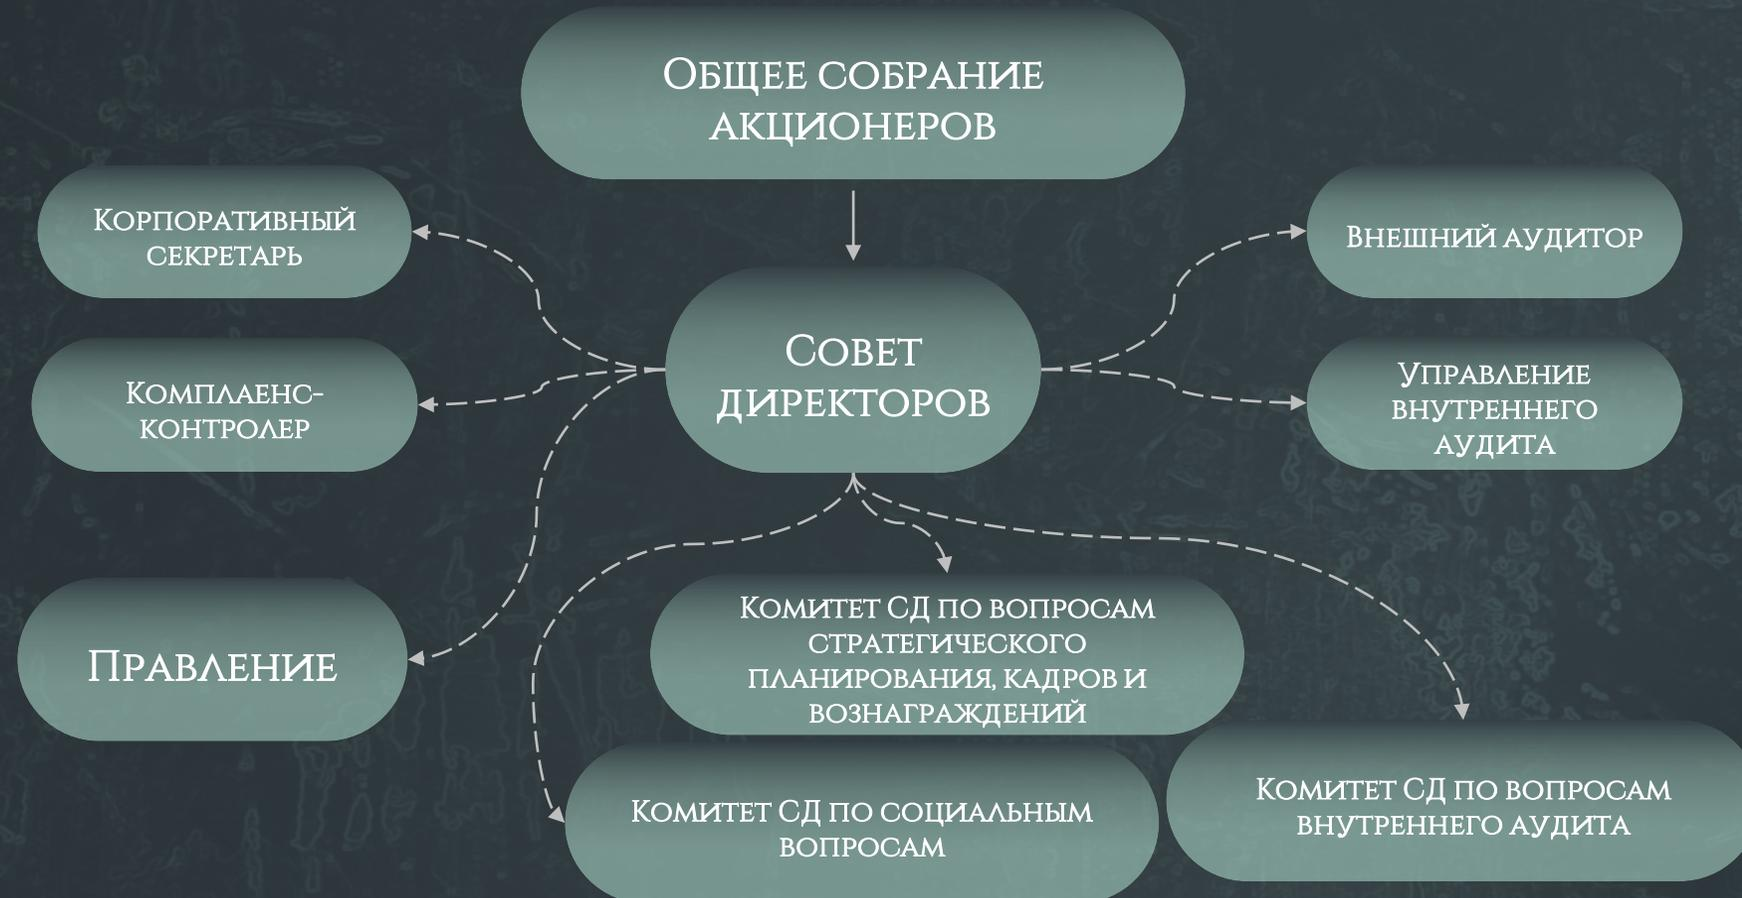 Общее собрание
акционеров
Корпоративный
секретарь
Внешний аудитор
Совет
директоров
Комплаенс-
контролер
Управление
внутреннего
аудита
Правление
Комитет СД по вопросам
стратегического
планирования, кадров и
вознаграждений
Комитет СД по социальным
вопросам
Комитет СД по вопросам
внутреннего аудита